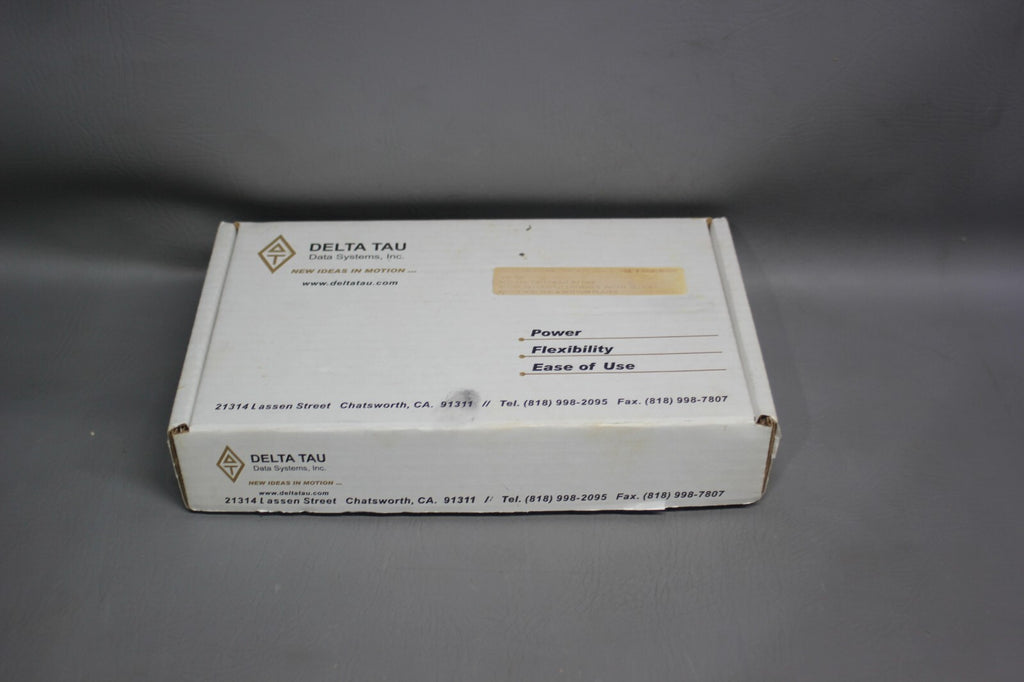 DELTA TAU
Data Systems, Inc.
NEW IDEAS IN MOTION ...
www.deltatau.com
Power
Flexibility
Ease of Use
21314 Lassen Street Chatsworth, CA. 91311 // Tel. (818) 998-2095 Fax. (818) 998-7807
DELTA TAU
Data Systems, Inc.
NEW IDEAS IN MOTION ...
www.deltatau.com
21314 Lassen Street Chatsworth, CA. 91311 // Tel. (818) 998-2095 Fax. (818) 998-7807